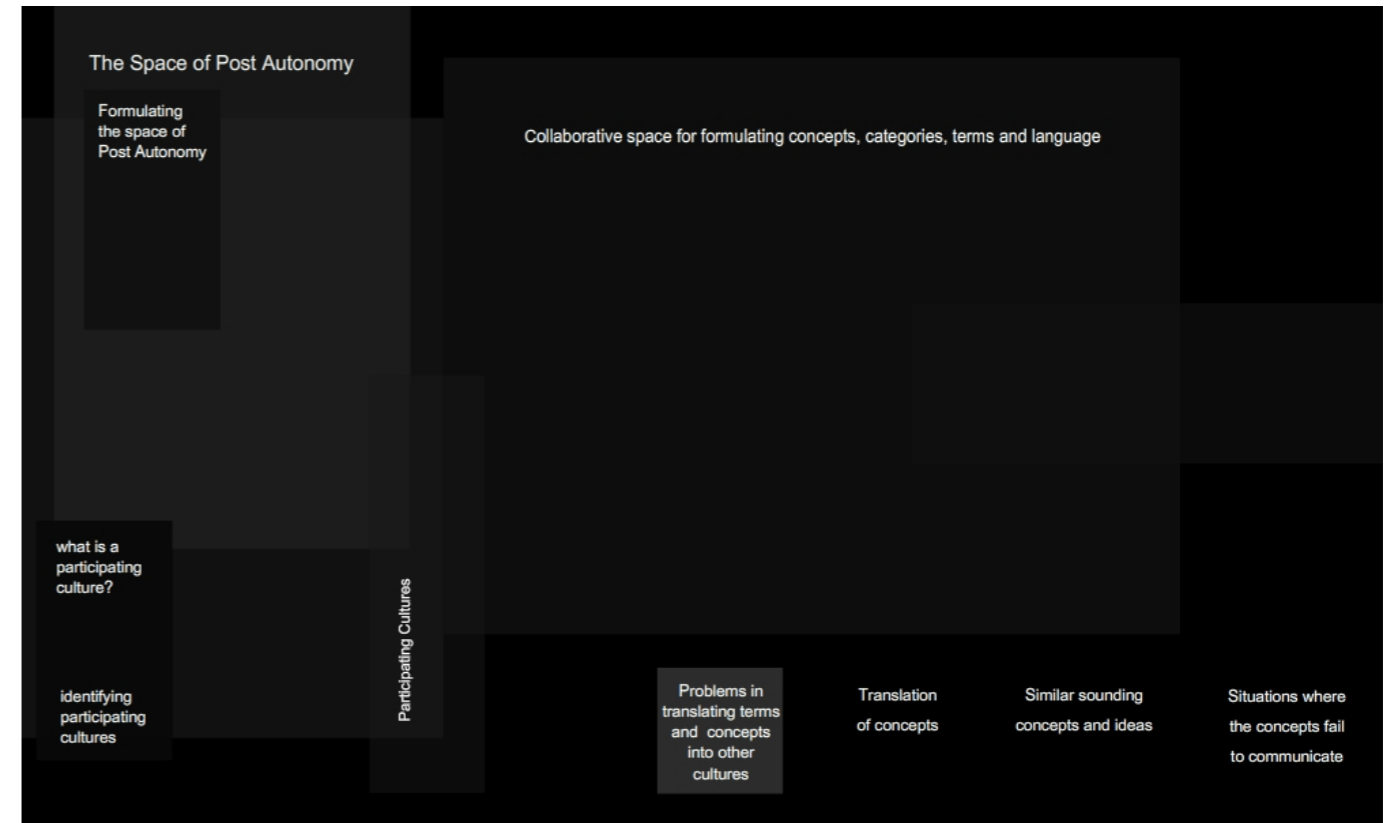 The Space of Post Autonomy
Formulating
the space of
Post Autonomy
Collaborative space for formulating concepts, categories, terms and language
what is a
participating
culture?
identifying
participating
cultures
Participating Cultures
Problems in
translating terms
and concepts
into other
cultures
Translation
of concepts
Similar sounding
concepts and ideas
Situations where
the concepts fail
to communicate